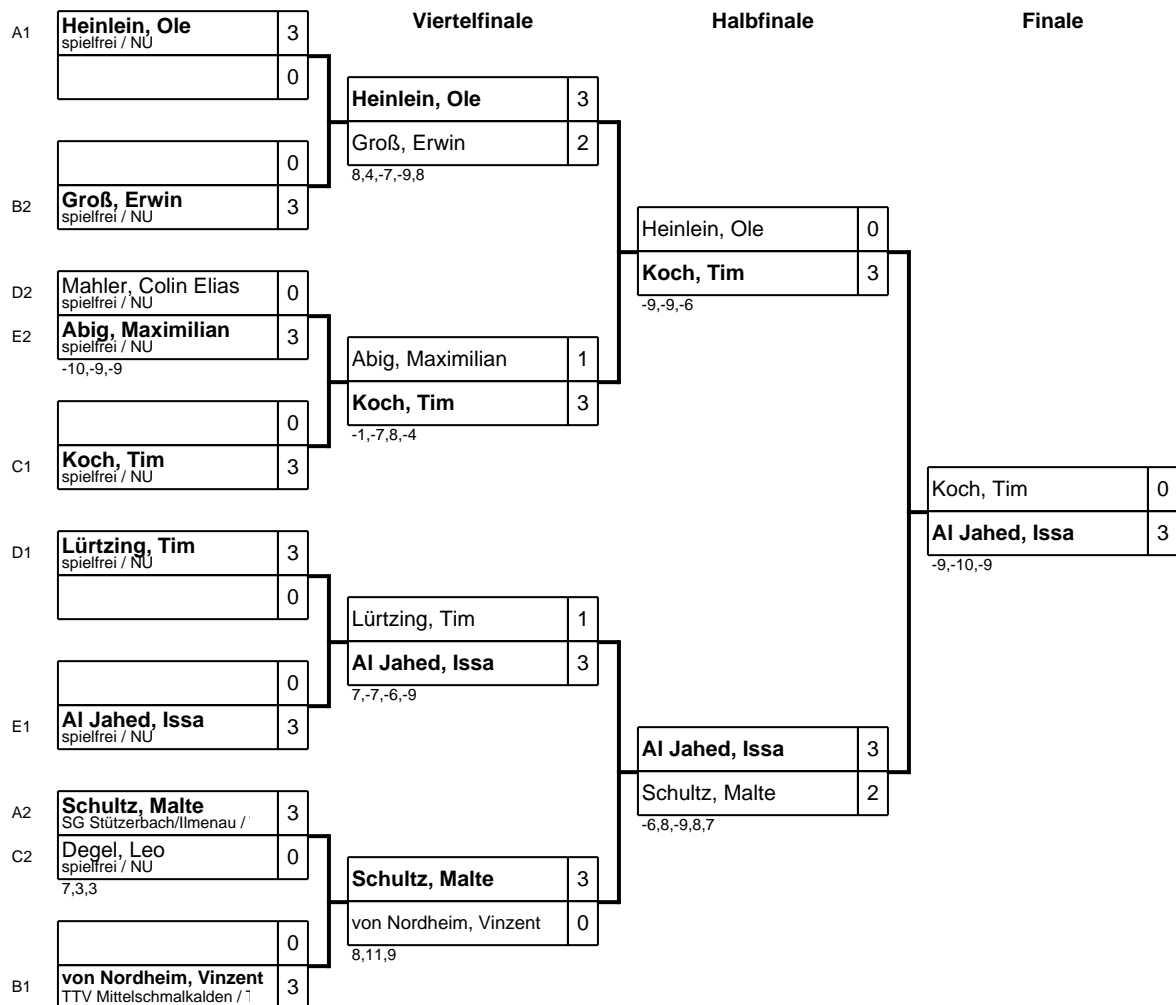 Viertelfinale
Halbfinale
Finale
A1
Heinlein, Ole
spielfrei / NU
3
0
0
B2
Groß, Erwin
spielfrei / NU
3
D2
Mahler, Colin Elias
spielfrei / NU
0
E2
Abig, Maximilian
spielfrei / NU
3
-10,-9,-9
0
C1
Koch, Tim
spielfrei / NU
3
D1
Lürtzing, Tim
spielfrei / NU
3
0
0
E1
Al Jahed, Issa
spielfrei / NU
3
A2
Schultz, Malte
SG Stützerbach/Ilmenau /
3
C2
Degel, Leo
spielfrei / NU
0
7,3,3
0
B1
von Nordheim, Vinzent
TTV Mittelschmalkalden /
3
Heinlein, Ole 3
Groß, Erwin 2
8,4,-7,-9,8
Abig, Maximilian 1
Koch, Tim 3
-1,-7,8,-4
Lürtzing, Tim 1
Al Jahed, Issa 3
7,-7,-6,-9
Schultz, Malte 3
von Nordheim, Vinzent 0
8,11,9
Heinlein, Ole 0
Koch, Tim 3
-9,-9,-6
Al Jahed, Issa 3
Schultz, Malte 2
-6,8,-9,8,7
Koch, Tim 0
Al Jahed, Issa 3
-9,-10,-9